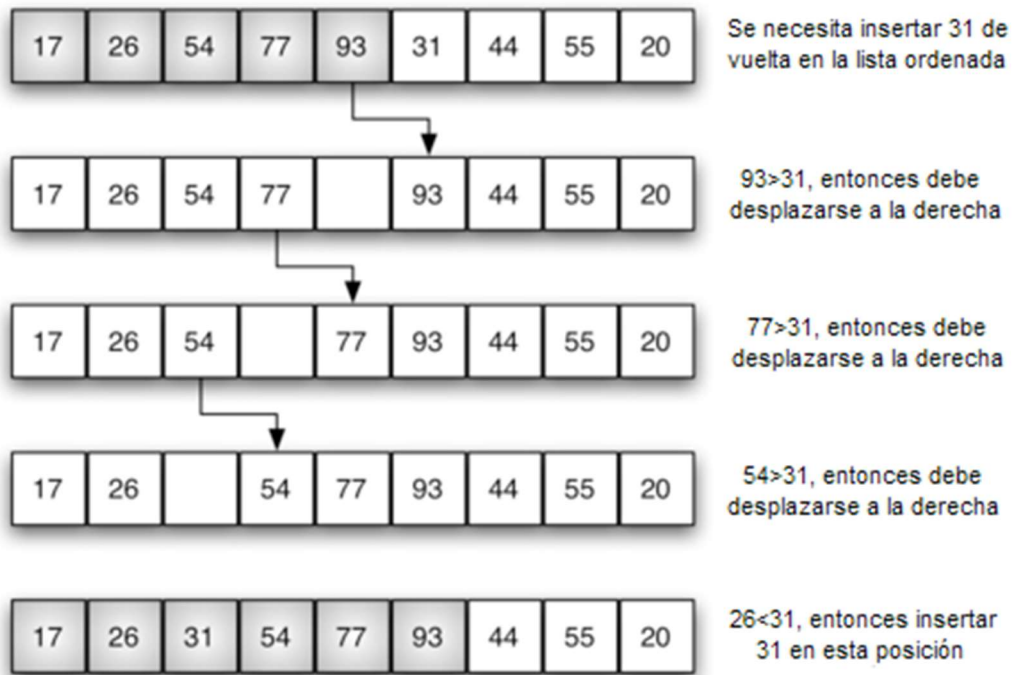 17 26 54 77 93 31 44 55 20
Se necesita insertar 31 de
vuelta en la lista ordenada
17 26 54 77 93 44 55 20
93>31, entonces debe
desplazarse a la derecha
17 26 54 77 93 44 55 20
77>31, entonces debe
desplazarse a la derecha
17 26 54 77 93 44 55 20
54>31, entonces debe
desplazarse a la derecha
17 26 31 54 77 93 44 55 20
26<31, entonces insertar
31 en esta posición